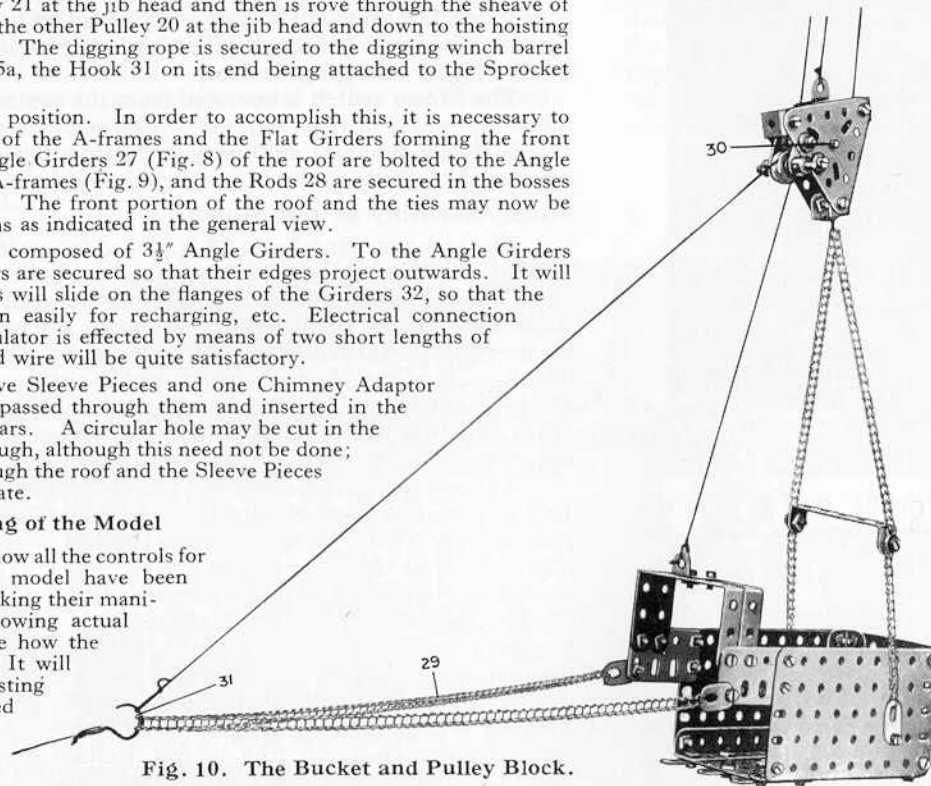 21 at the jib head and then is rove through the sheave of
the other Pulley 20 at the jib head and down to the hoisting
The digging rope is secured to the digging winch barrel
5a, the Hook 31 on its end being attached to the Sprocket
position. In order to accomplish this, it is necessary to
of the A-frames and the Flat Girders forming the front
gle Girders 27 (Fig. 8) of the roof are bolted to the Angle
A-frames (Fig. 9), and the Rods 28 are secured in the bosses
The front portion of the roof and the ties may now be
ns as indicated in the general view.
composed of 3½″ Angle Girders. To the Angle Girders
rs are secured so that their edges project outwards. It will
s will slide on the flanges of the Girders 32, so that the
n easily for recharging, etc. Electrical connection
ulator is effected by means of two short lengths of
d wire will be quite satisfactory.
ve Sleeve Pieces and one Chimney Adaptor
passed through them and inserted in the
ars. A circular hole may be cut in the
ugh, although this need not be done;
ugh the roof and the Sleeve Pieces
ate.
ng of the Model
ow all the controls for
model have been
king their mani-
owing actual
e how the
It will
sting
ed
30
29
31
Fig. 10. The Bucket and Pulley Block.